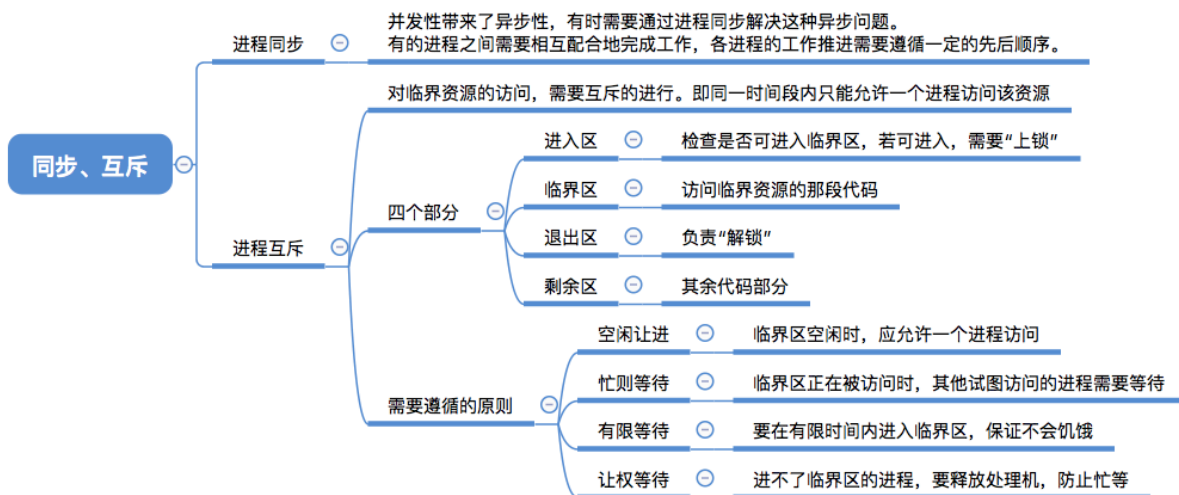 并发性带来了异步性，有时需要通过进程同步解决这种异步问题。
进程同步
有的进程之间需要相互配合地完成工作，各进程的工作推进需要遵循一定的先后顺序。
对临界资源的访问，需要互斥的进行。即同一时间段内只能允许一个进程访问该资源
同步、互斥
进入区
检查是否可进入临界区，若可进入，需要“上锁”
临界区
访问临界资源的那段代码
四个部分
退出区
负责“解锁”
进程互斥
剩余区
其余代码部分
空闲让进
临界区空闲时，应允许一个进程访问
忙则等待
临界区正在被访问时，其他试图访问的进程需要等待
需要遵循的原则
有限等待
要在有限时间内进入临界区，保证不会饥饿
让权等待
进不了临界区的进程，要释放处理机，防止忙等